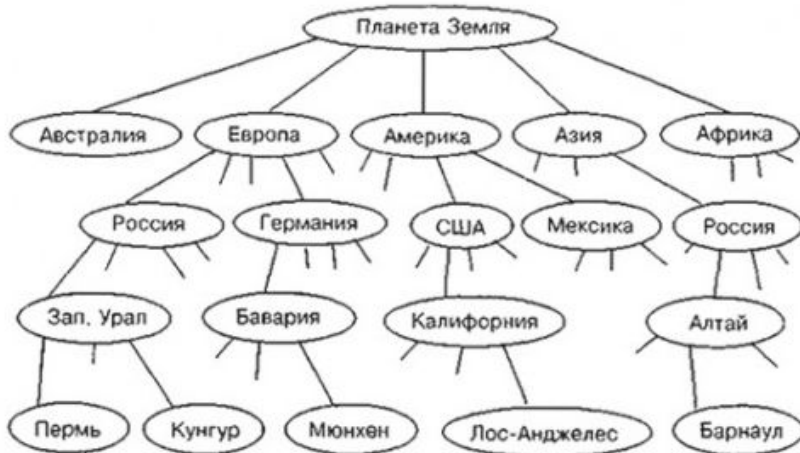 Планета Земля
Австралия Европа Америка Азия Африка
Россия Германия США Мексика Россия
Зап. Урал Бавария Калифорния Алтай
Пермь Кунгур Мюнхен Лос-Анджелес Барнаул